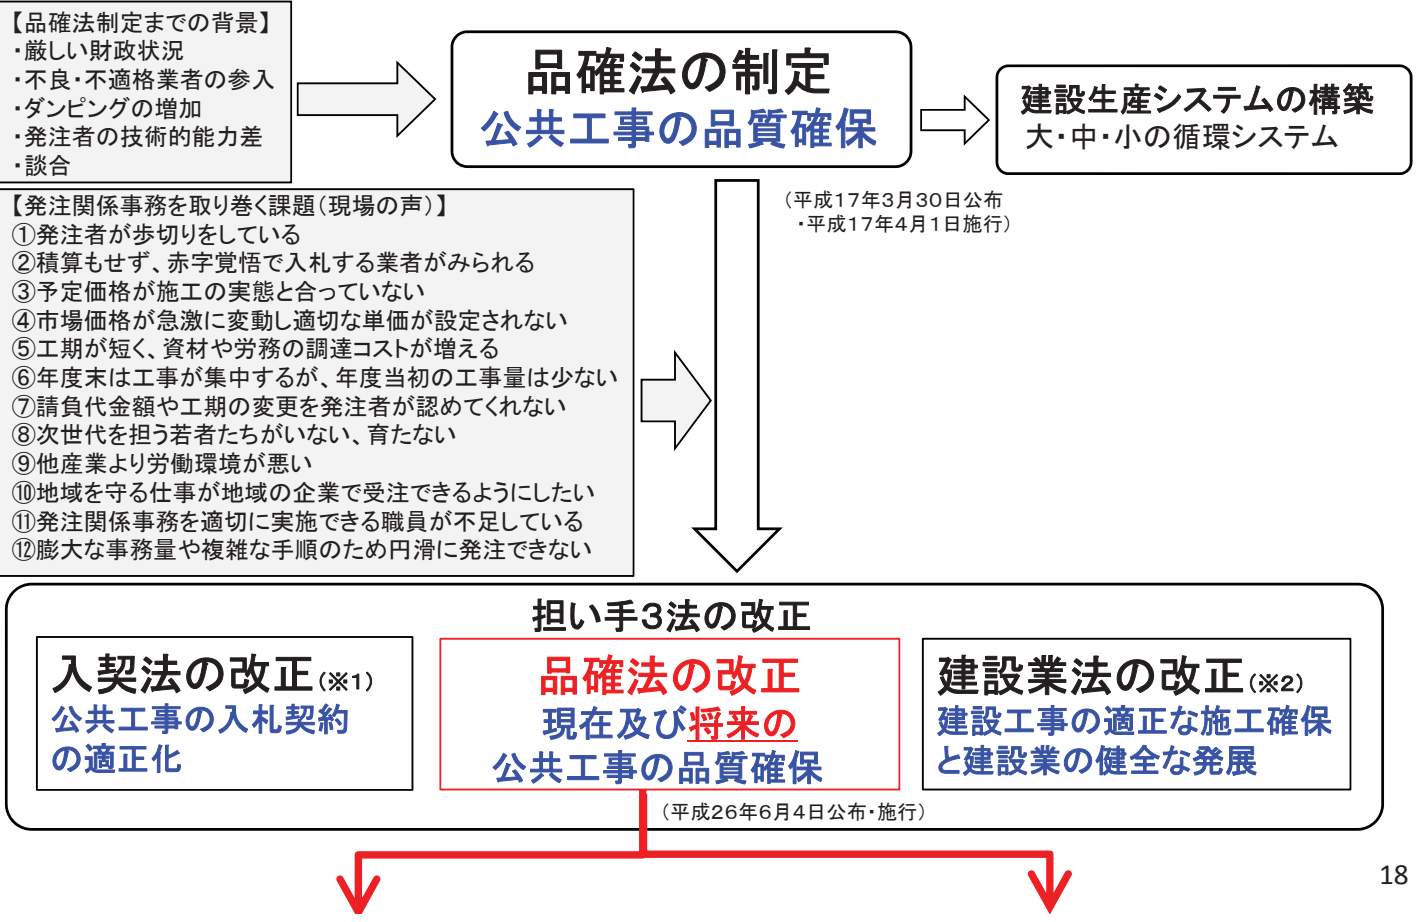 【品確法制定までの背景】
・厳しい財政状況
・不良・不適格業者の参入
・ダンピングの増加
・発注者の技術的能力差
・談合
品確法の制定
公共工事の品質確保
建設生産システムの構築
大・中・小の循環システム
(平成17年3月30日公布
・平成17年4月1日施行)
【発注関係事務を取り巻く課題(現場の声)】
①発注者が歩切りをしている
②積算もせず、赤字覚悟で入札する業者がみられる
③予定価格が施工の実態と合っていない
④市場価格が急激に変動し適切な単価が設定されない
⑤工期が短く、資材や労務の調達コストが増える
⑥年度末は工事が集中するが、年度当初の工事量は少ない
⑦請負代金額や工期の変更を発注者が認めてくれない
⑧次世代を担う若者たちがいない、育たない
⑨他産業より労働環境が悪い
⑩地域を守る仕事が地域の企業で受注できるようにしたい
⑪発注関係事務を適切に実施できる職員が不足している
⑫膨大な事務量や複雑な手順のため円滑に発注できない
担い手3法の改正
入契法の改正(※1)
公共工事の入札契約
の適正化
品確法の改正
現在及び将来の
公共工事の品質確保
建設業法の改正(※2)
建設工事の適正な施工確保
と建設業の健全な発展
(平成26年6月4日公布・施行)
18